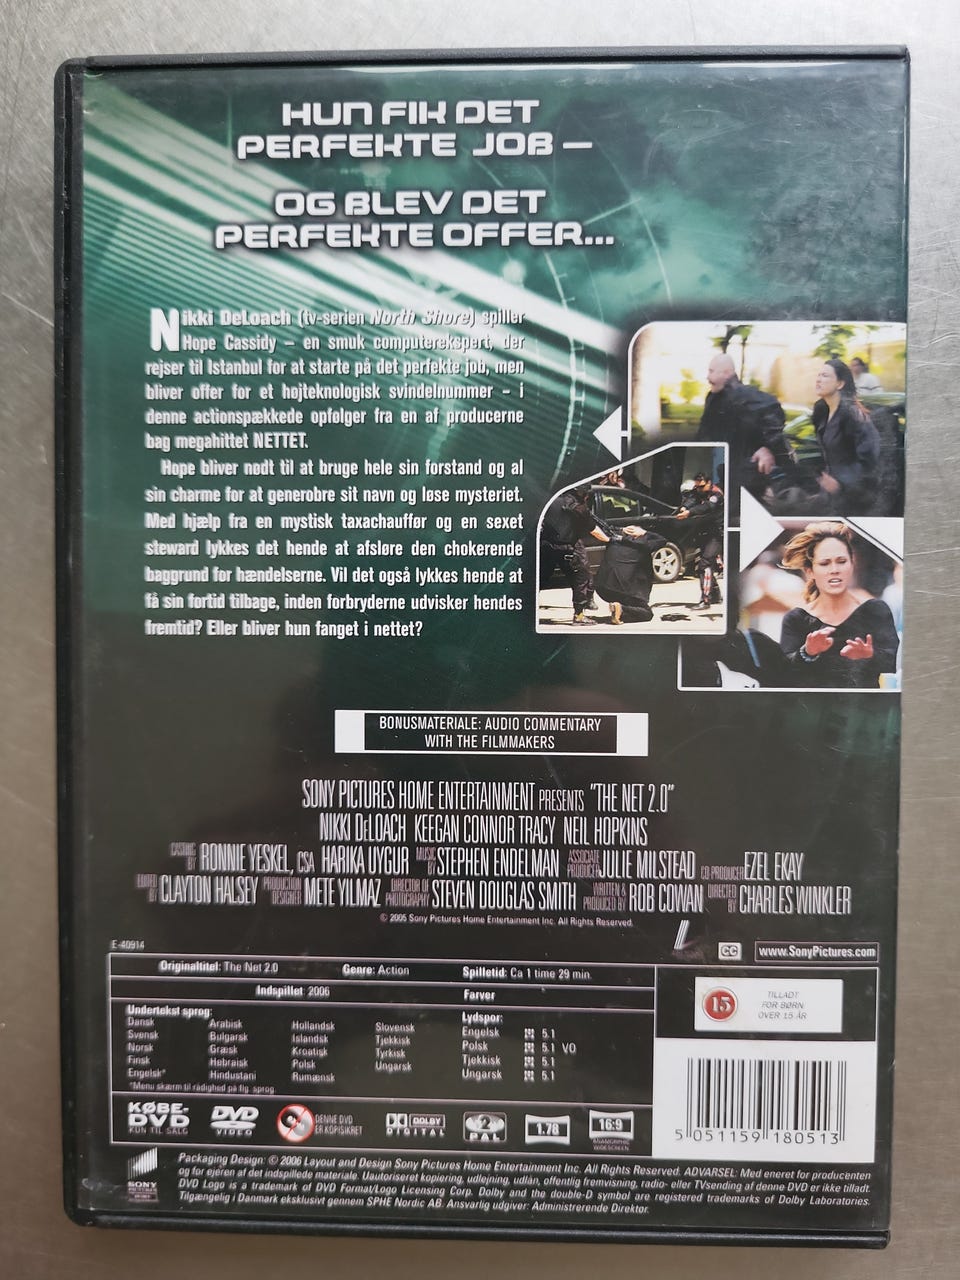 HUN FIK DET
PERFEKTE JOB –
OG BLEV DET
PERFEKTE OFFER...
Nikki DeLoach (tv-serien North Shore) spiller
Hope Cassidy – en smuk computerekspert, der
rejser til Istanbul for at starte på det perfekte job, men
bliver offer for et højteknologisk svindelnummer – i
denne actionspækkede opfølger fra en af producerne
bag megahittet NETTET.
Hope bliver nødt til at bruge hele sin forstand og al
sin charme for at generobre sit navn og løse mysteriet.
Med hjælp fra en mystisk taxachauffør og en sexet
steward lykkes det hende at afsløre den chokerende
baggrund for hændelserne. Vil det også lykkes hende at
få sin fortid tilbage, inden forbryderne udvisker hendes
fremtid? Eller bliver hun fanget i nettet?
BONUSMATERIALE: AUDIO COMMENTARY
WITH THE FILMMAKERS
SONY PICTURES HOME ENTERTAINMENT PRESENTS "THE NET 2.0"
NIKKI DeLOACH KEEGAN CONNOR TRACY NEIL HOPKINS
CASTING BY RONNIE YESKEL, CSA HARIKA UYGUR MUSIC BY STEPHEN ENDELMAN ASSOCIATE PRODUCER JULIE MILSTEAD CO PRODUCER EZEL EKAY
EDITED BY CLAYTON HALSEY PRODUCTION DESIGNER METE YILMAZ DIRECTOR OF PHOTOGRAPHY STEVEN DOUGLAS SMITH WRITTEN & PRODUCED BY ROB COWAN DIRECTED BY CHARLES WINKLER
© 2005 Sony Pictures Home Entertainment Inc. All Rights Reserved.
E-40914
CC www.SonyPictures.com
Originaltitel: The Net 2.0 Genre: Action Spilletid: Ca 1 time 29 min.
Indspillet: 2006 Farver
Undertekst sprog: Lydspor:
Dansk Arabisk Hollandsk Slovensk Engelsk 5.1
Svensk Bulgarsk Islandsk Tjekkisk Polsk 5.1 VO
Norsk Græsk Kroatisk Tyrkisk Tjekkisk 5.1
Finsk Hebraisk Polsk Ungarsk Ungarsk 5.1
Engelsk* Hindustani Rumænsk
*Menu skærm til rådighed på flg. sprog.
15 TILLADT
FOR BØRN
OVER 15 ÅR
KØBE-
DVD
KUN TIL SALG
DVD
VIDEO
DENNE DVD
ER KOPISIKRET
DOLBY
DIGITAL
2
PAL
1.78
16:9
ANAMORPHIC
WIDESCREEN
5 051159 180513
SONY
PICTURES
Packaging Design: © 2006 Layout and Design Sony Pictures Home Entertainment Inc. All Rights Reserved. ADVARSEL: Med eneret for producenten
og for ejeren af det indspillede materiale. Uautoriseret kopiering, udlejning, udlån, offentlig fremvisning, radio- eller TVsending af denne DVD er ikke tilladt.
DVD Logo is a trademark of DVD Format/Logo Licensing Corp. Dolby and the double-D symbol are registered trademarks of Dolby Laboratories.
Tilgængelig i Danmark eksklusivt gennem SPHE Nordic AB. Ansvarlig udgiver: Administrerende Direktør.